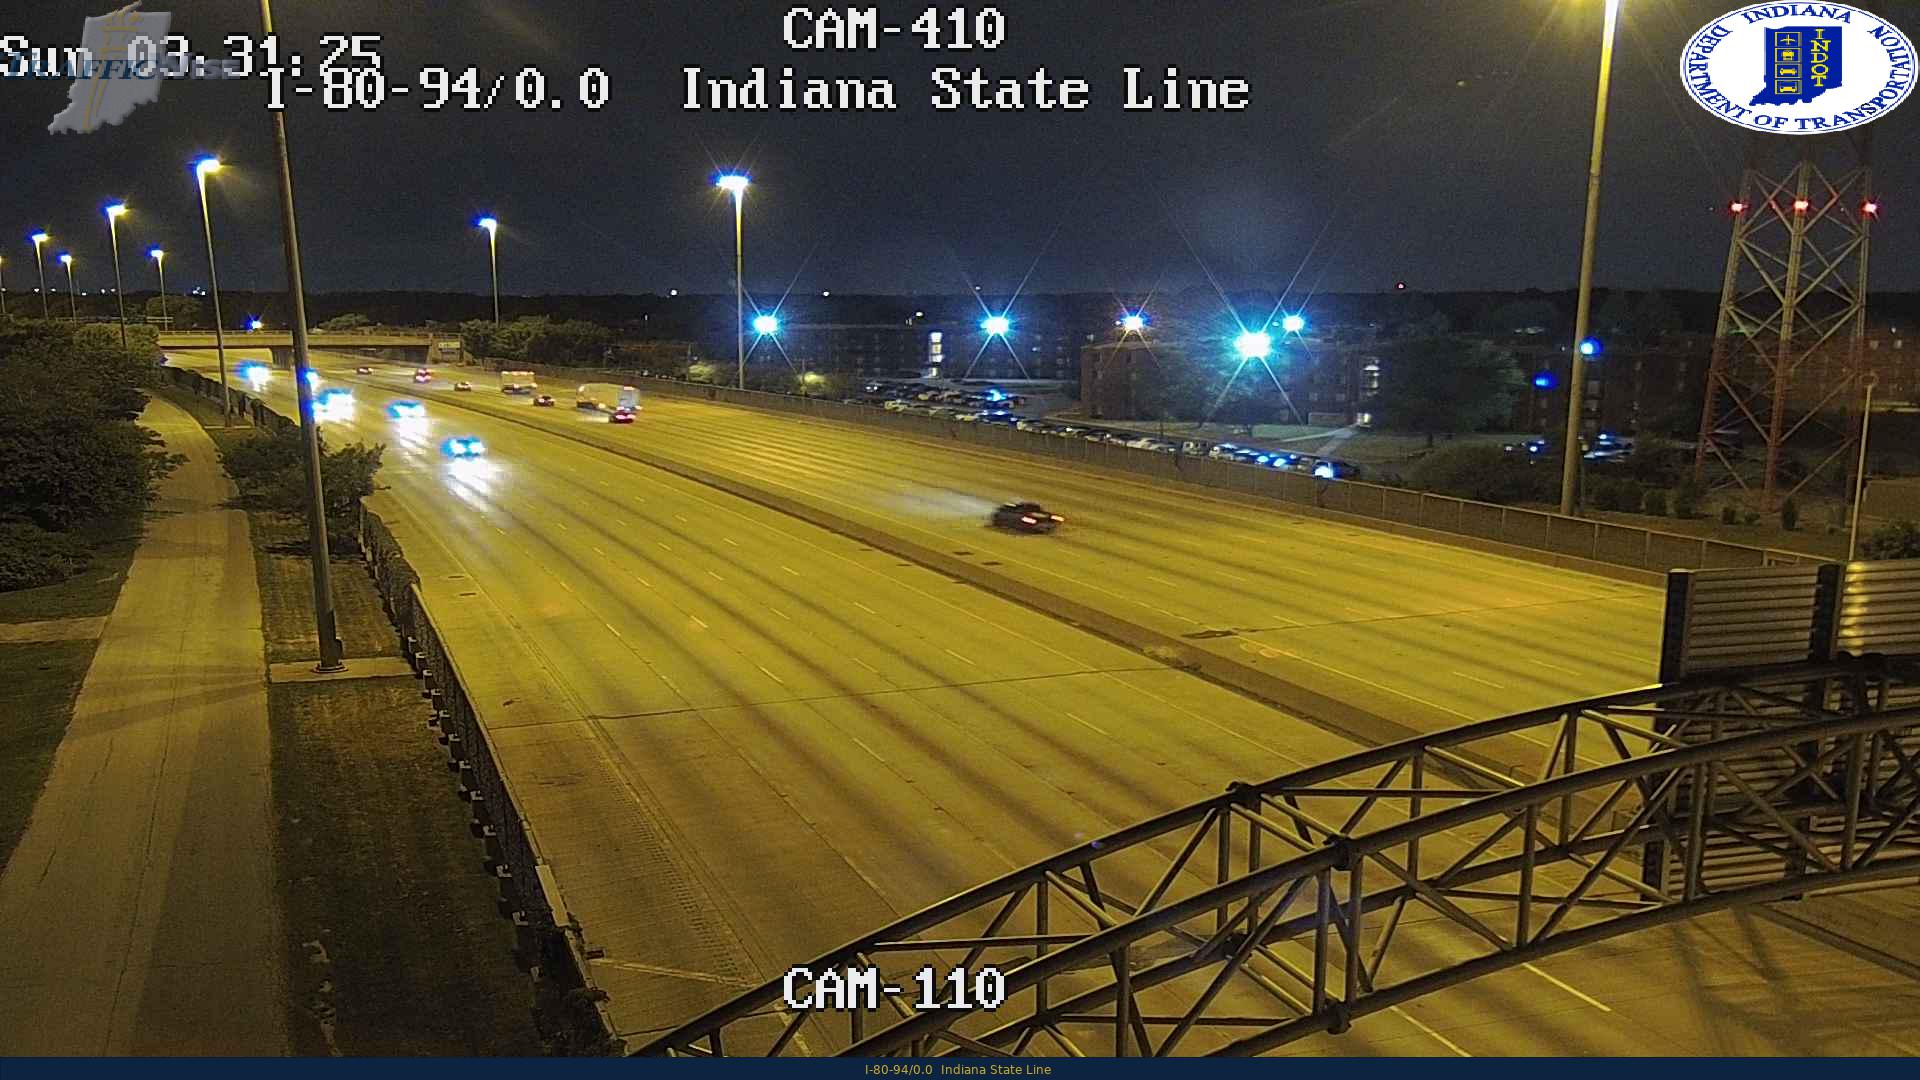 CAM-410
Sun 03:31:25
TRAFFICWISE
I-80-94/0.0 Indiana State Line
INDIANA DEPARTMENT OF TRANSPORTATION
INDOT
CAM-110
I-80-94/0.0 Indiana State Line